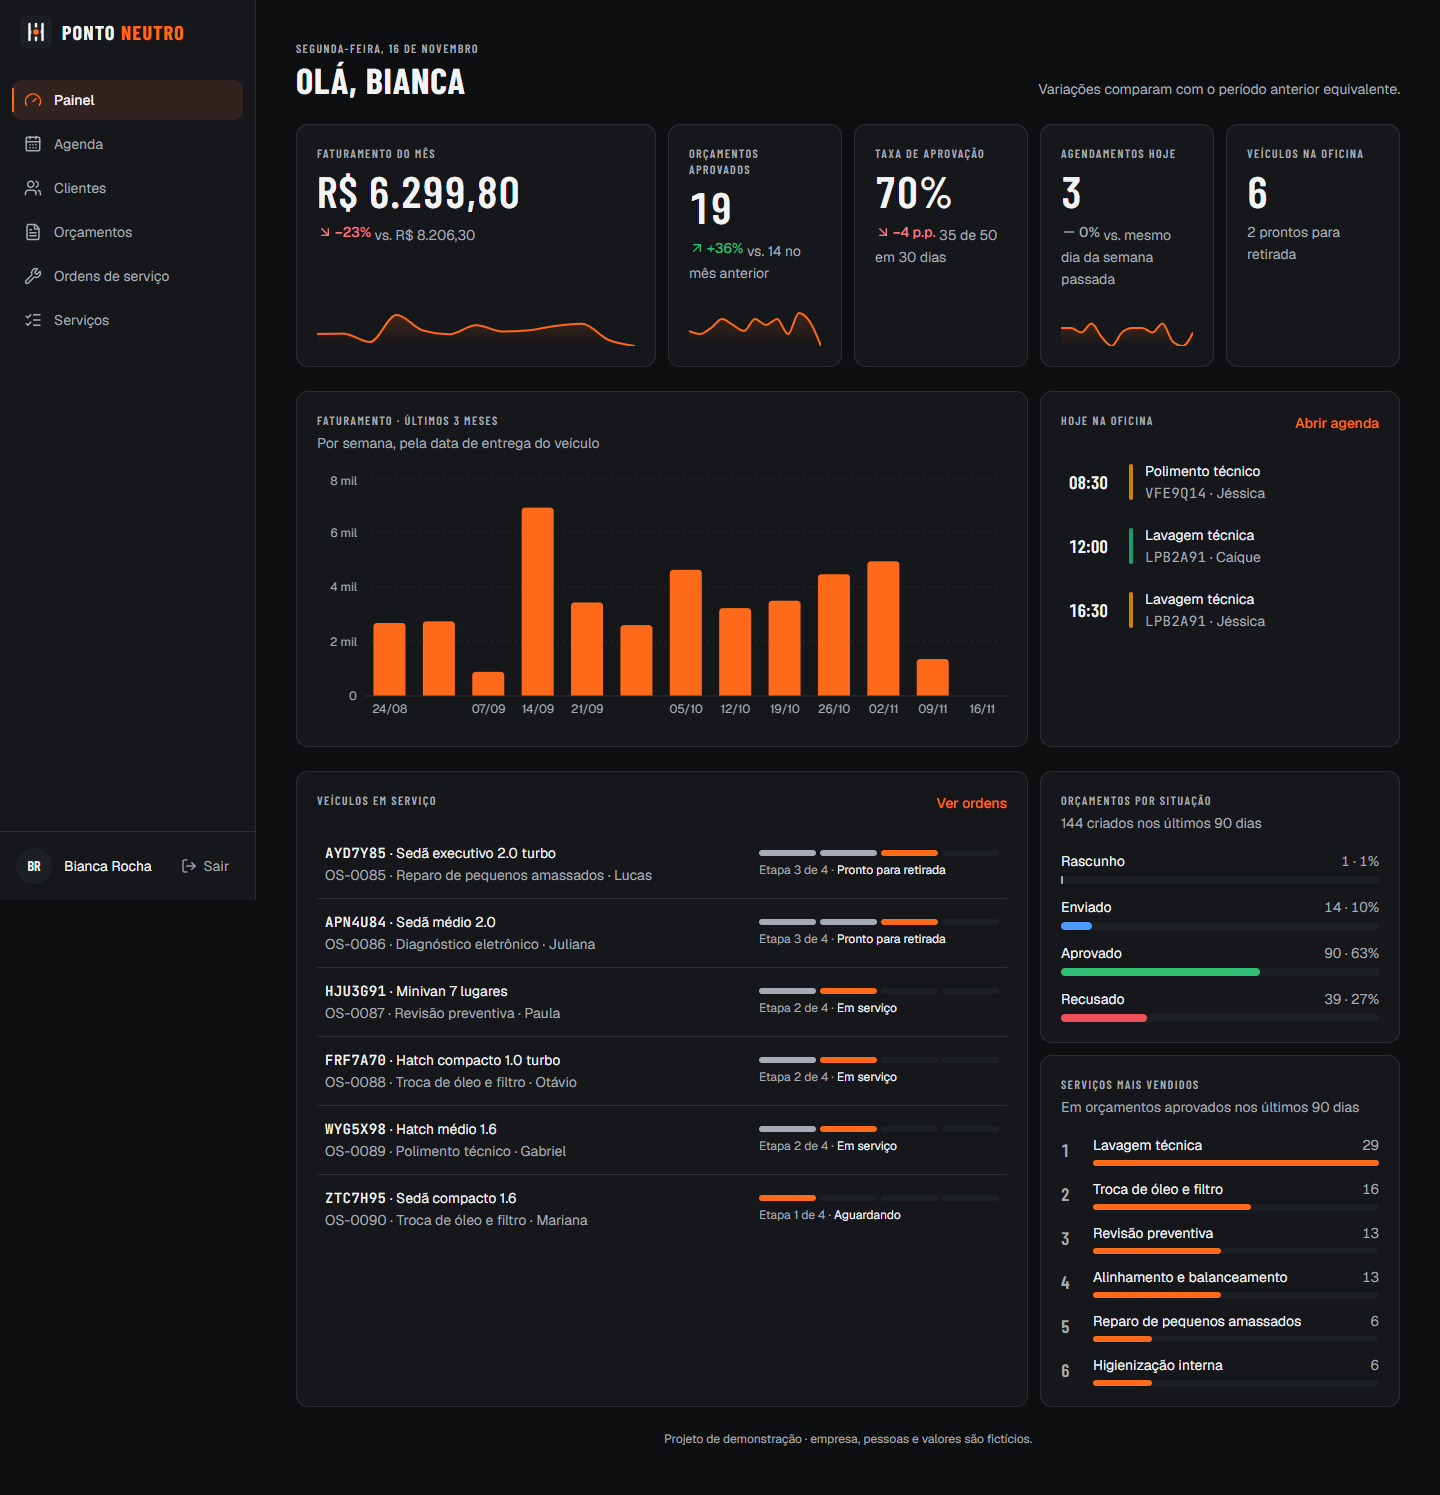 PONTO NEUTRO
Painel
Agenda
Clientes
Orçamentos
Ordens de serviço
Serviços
BR
Bianca Rocha
Sair
SEGUNDA-FEIRA, 16 DE NOVEMBRO
OLÁ, BIANCA
Variações comparam com o período anterior equivalente.
FATURAMENTO DO MÊS
R$ 6.299,80
−23% vs. R$ 8.206,30
ORÇAMENTOS
APROVADOS
19
+36% vs. 14 no
mês anterior
TAXA DE APROVAÇÃO
70%
−4 p.p. 35 de 50
em 30 dias
AGENDAMENTOS HOJE
3
0% vs. mesmo
dia da semana
passada
VEÍCULOS NA OFICINA
6
2 prontos para
retirada
FATURAMENTO · ÚLTIMOS 3 MESES
Por semana, pela data de entrega do veículo
8 mil
6 mil
4 mil
2 mil
0
24/08 07/09 14/09 21/09 05/10 12/10 19/10 26/10 02/11 09/11 16/11
HOJE NA OFICINA
Abrir agenda
08:30
Polimento técnico
VFE9Q14 · Jéssica
12:00
Lavagem técnica
LPB2A91 · Caíque
16:30
Lavagem técnica
LPB2A91 · Jéssica
VEÍCULOS EM SERVIÇO
Ver ordens
AYD7Y85 · Sedã executivo 2.0 turbo
OS-0085 · Reparo de pequenos amassados · Lucas
Etapa 3 de 4 · Pronto para retirada
APN4U84 · Sedã médio 2.0
OS-0086 · Diagnóstico eletrônico · Juliana
Etapa 3 de 4 · Pronto para retirada
HJU3G91 · Minivan 7 lugares
OS-0087 · Revisão preventiva · Paula
Etapa 2 de 4 · Em serviço
FRF7A70 · Hatch compacto 1.0 turbo
OS-0088 · Troca de óleo e filtro · Otávio
Etapa 2 de 4 · Em serviço
WYG5X98 · Hatch médio 1.6
OS-0089 · Polimento técnico · Gabriel
Etapa 2 de 4 · Em serviço
ZTC7H95 · Sedã compacto 1.6
OS-0090 · Troca de óleo e filtro · Mariana
Etapa 1 de 4 · Aguardando
ORÇAMENTOS POR SITUAÇÃO
144 criados nos últimos 90 dias
Rascunho 1 · 1%
Enviado 14 · 10%
Aprovado 90 · 63%
Recusado 39 · 27%
SERVIÇOS MAIS VENDIDOS
Em orçamentos aprovados nos últimos 90 dias
1 Lavagem técnica 29
2 Troca de óleo e filtro 16
3 Revisão preventiva 13
4 Alinhamento e balanceamento 13
5 Reparo de pequenos amassados 6
6 Higienização interna 6
Projeto de demonstração · empresa, pessoas e valores são fictícios.